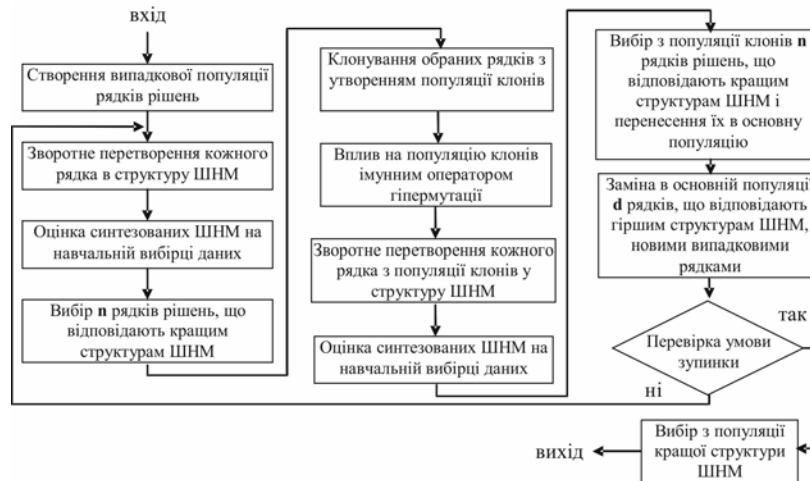 вхід
Створення випадкової популяції
рядків рішень
Зворотне перетворення кожного
рядка в структуру ШНМ
Оцінка синтезованих ШНМ на
навчальній вибірці даних
Вибір n рядків рішень, що
відповідають кращим
структурам ШНМ
Клонування обраних рядків з
утворенням популяції клонів
Вплив на популяцію клонів
імунним оператором
гіпермутації
Зворотне перетворення кожного
рядка з популяції клонів у
структуру ШНМ
Оцінка синтезованих ШНМ на
навчальній вибірці даних
Вибір з популяції клонів n
рядків рішень, що
відповідають кращим
структурам ШНМ і
перенесення їх в основну
популяцію
Заміна в основній популяції
d рядків, що відповідають
гіршим структурам ШНМ,
новими випадковими
рядками
так
Перевірка умови
зупинки
ні
Вибір з популяції
кращої структури
ШНМ
вихід